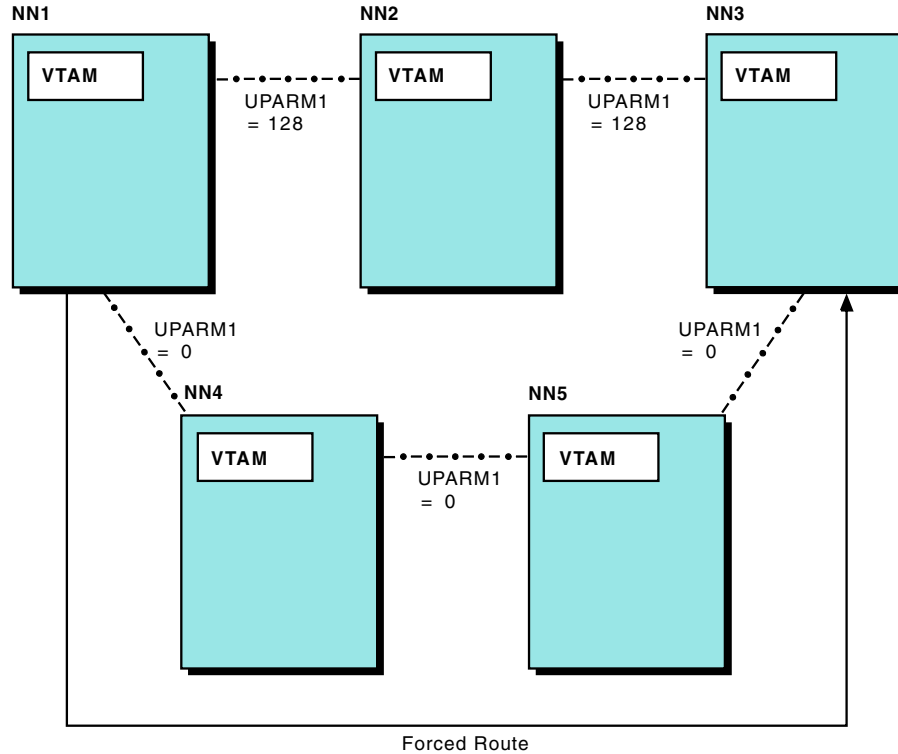 NN1
NN2
NN3
VTAM
VTAM
VTAM
UPARM1
= 128
UPARM1
= 128
UPARM1
= 0
UPARM1
= 0
NN4
NN5
VTAM
VTAM
UPARM1
= 0
Forced Route